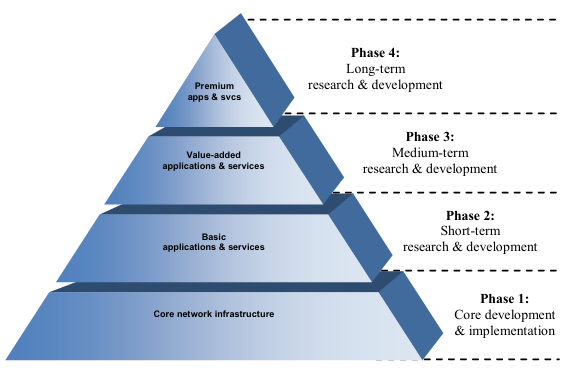 Premium
apps & svcs
Phase 4:
Long-term
research & development
Value-added
applications & services
Phase 3:
Medium-term
research & development
Basic
applications & services
Phase 2:
Short-term
research & development
Core network infrastructure
Phase 1:
Core development
& implementation